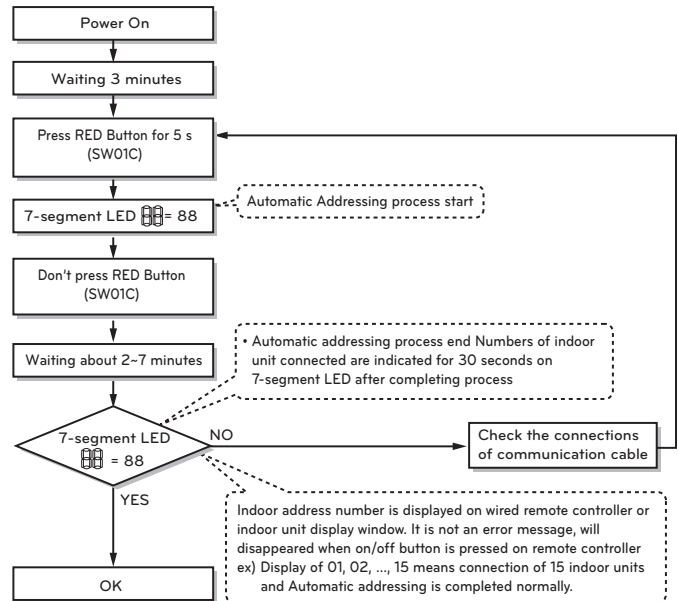 Power On
Waiting 3 minutes
Press RED Button for 5 s
(SW01C)
7-segment LED 88 = 88
Automatic Addressing process start
Don't press RED Button
(SW01C)
Waiting about 2~7 minutes
• Automatic addressing process end Numbers of indoor
unit connected are indicated for 30 seconds on
7-segment LED after completing process
7-segment LED
88 = 88
NO
Check the connections
of communication cable
YES
Indoor address number is displayed on wired remote controller or
indoor unit display window. It is not an error message, will
disappeared when on/off button is pressed on remote controller
ex) Display of 01, 02, ..., 15 means connection of 15 indoor units
and Automatic addressing is completed normally.
OK